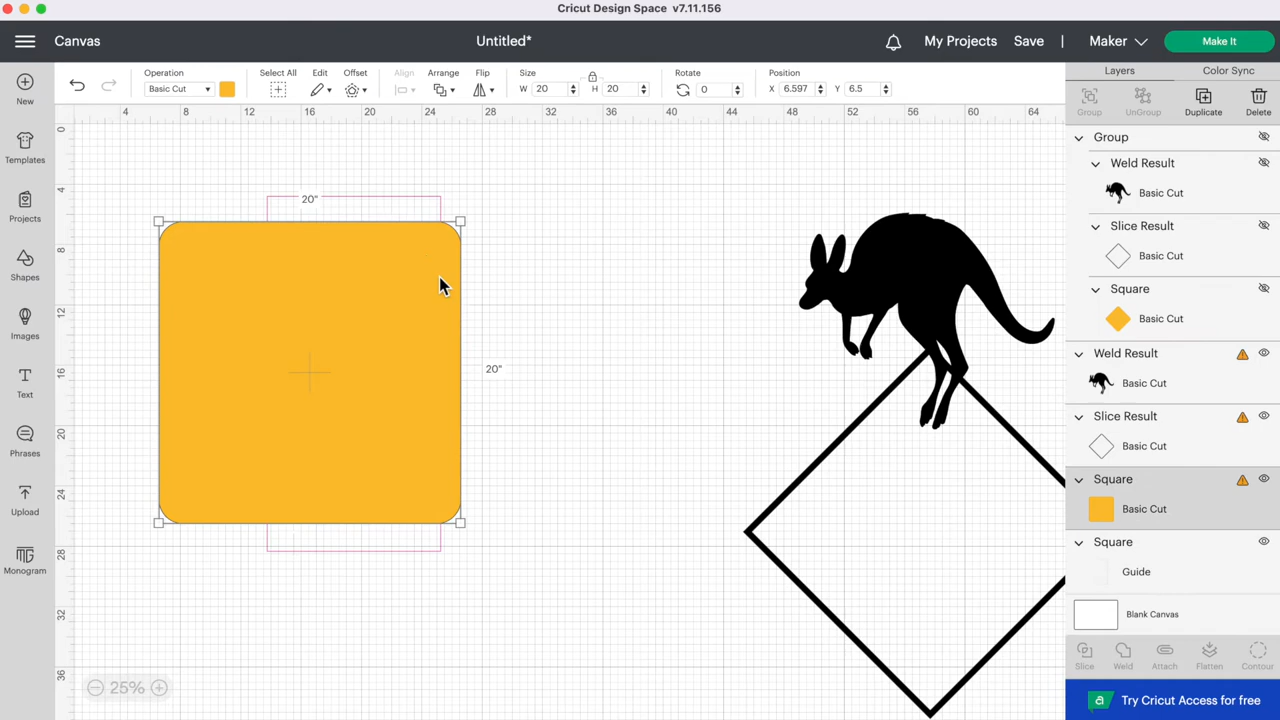 Cricut Design Space v7.11.156
Canvas
Untitled*
My Projects
Save
|
Maker
Make It
New
Templates
Projects
Shapes
Images
Text
Phrases
Upload
Monogram
Operation
Basic Cut
Select All
Edit
Offset
Align
Arrange
Flip
Size
W 20
H 20
Rotate
0
Position
X 6.597
Y 6.5
4 8 12 16 20 24 28 32 36 40 44 48 52 56 60 64
0
4
8
12
16
20
24
28
32
36
20"
20"
25%
Layers
Color Sync
Group
UnGroup
Duplicate
Delete
Group
Weld Result
Basic Cut
Slice Result
Basic Cut
Square
Basic Cut
Weld Result
Basic Cut
Slice Result
Basic Cut
Square
Basic Cut
Square
Guide
Blank Canvas
Slice
Weld
Attach
Flatten
Contour
a
Try Cricut Access for free